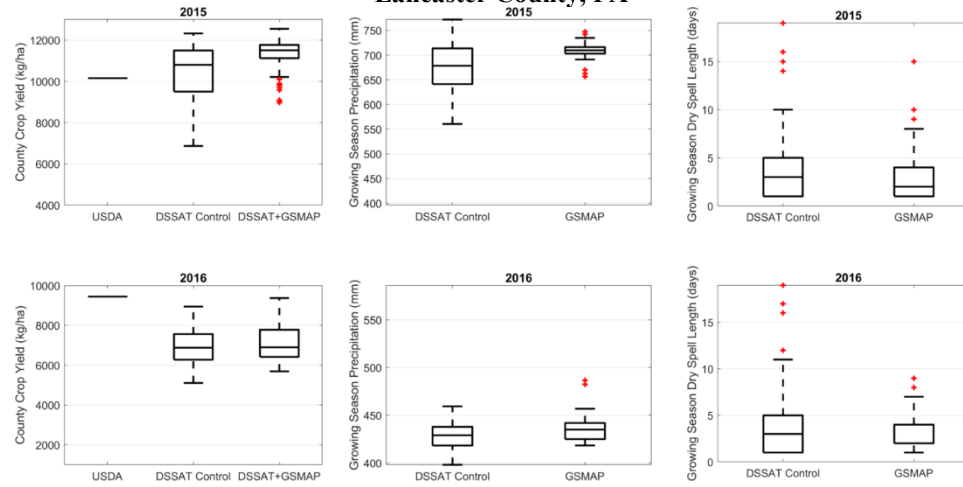 Lancaster County, PA
2015
County Crop Yield (kg/ha)
12000
10000
8000
6000
4000
USDA DSSAT Control DSSAT+GSMAP
2015
Growing Season Precipitation (mm)
750
700
650
600
550
500
450
400
DSSAT Control GSMAP
2015
Growing Season Dry Spell Length (days)
15
10
5
0
DSSAT Control GSMAP
2016
County Crop Yield (kg/ha)
10000
8000
6000
4000
2000
USDA DSSAT Control DSSAT+GSMAP
2016
Growing Season Precipitation (mm)
550
500
450
400
DSSAT Control GSMAP
2016
Growing Season Dry Spell Length (days)
15
10
5
0
DSSAT Control GSMAP